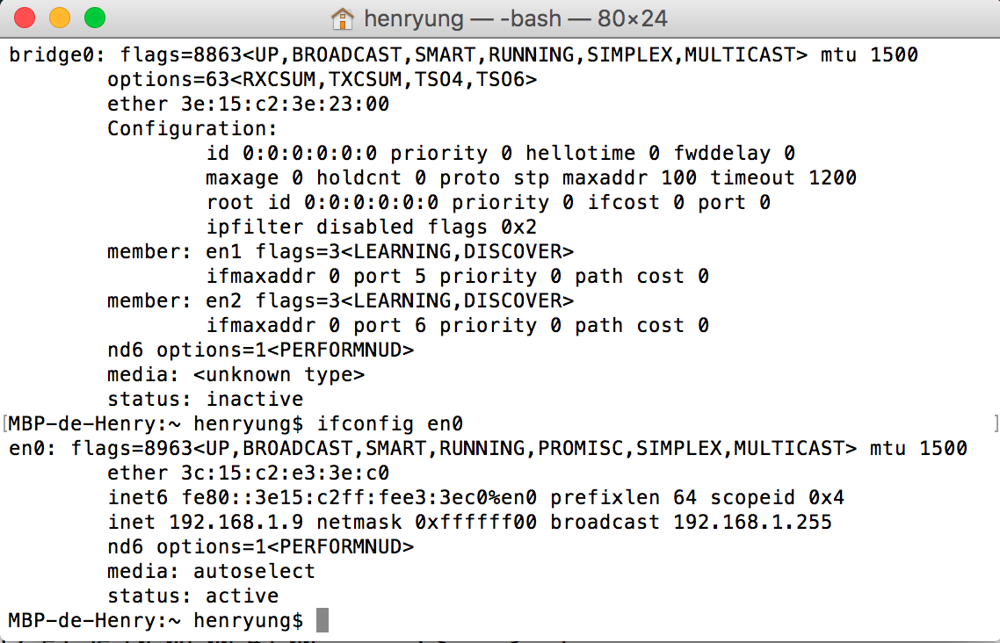 henryung — -bash — 80×24
bridge0: flags=8863<UP,BROADCAST,SMART,RUNNING,SIMPLEX,MULTICAST> mtu 1500
options=63<RXCSUM,TXCSUM,TSO4,TSO6>
ether 3e:15:c2:3e:23:00
Configuration:
id 0:0:0:0:0:0 priority 0 hellotime 0 fwddelay 0
maxage 0 holdcnt 0 proto stp maxaddr 100 timeout 1200
root id 0:0:0:0:0:0 priority 0 ifcost 0 port 0
ipfilter disabled flags 0x2
member: en1 flags=3<LEARNING,DISCOVER>
ifmaxaddr 0 port 5 priority 0 path cost 0
member: en2 flags=3<LEARNING,DISCOVER>
ifmaxaddr 0 port 6 priority 0 path cost 0
nd6 options=1<PERFORMNUD>
media: <unknown type>
status: inactive
[MBP-de-Henry:~ henryung$ ifconfig en0 ]
en0: flags=8963<UP,BROADCAST,SMART,RUNNING,PROMISC,SIMPLEX,MULTICAST> mtu 1500
ether 3c:15:c2:e3:3e:c0
inet6 fe80::3e15:c2ff:fee3:3ec0%en0 prefixlen 64 scopeid 0x4
inet 192.168.1.9 netmask 0xffffff00 broadcast 192.168.1.255
nd6 options=1<PERFORMNUD>
media: autoselect
status: active
MBP-de-Henry:~ henryung$